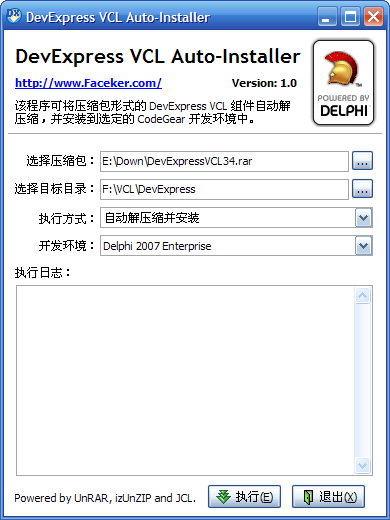 DevExpress VCL Auto-Installer
DevExpress VCL Auto-Installer
http://www.Faceker.com/ Version: 1.0
该程序可将压缩包形式的 DevExpress VCL 组件自动解
压缩，并安装到选定的 CodeGear 开发环境中。
POWERED BY
DELPHI
选择压缩包： E:\Down\DevExpressVCL34.rar ...
选择目标目录： F:\VCL\DevExpress ...
执行方式： 自动解压缩并安装
开发环境： Delphi 2007 Enterprise
执行日志：
Powered by UnRAR, izUnZIP and JCL. 执行(E) 退出(X)